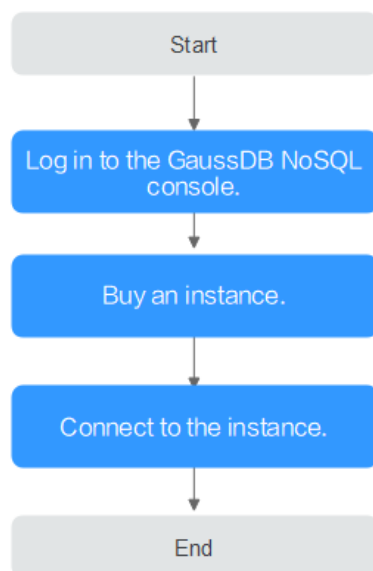 Start
Log in to the GaussDB NoSQL
console.
Buy an instance.
Connect to the instance.
End